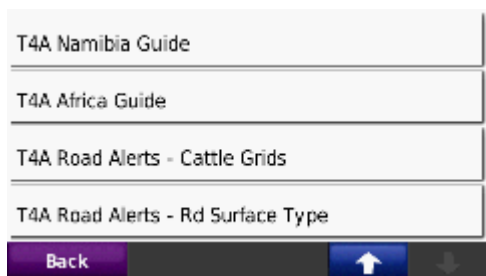 T4A Namibia Guide
T4A Africa Guide
T4A Road Alerts - Cattle Grids
T4A Road Alerts - Rd Surface Type
Back